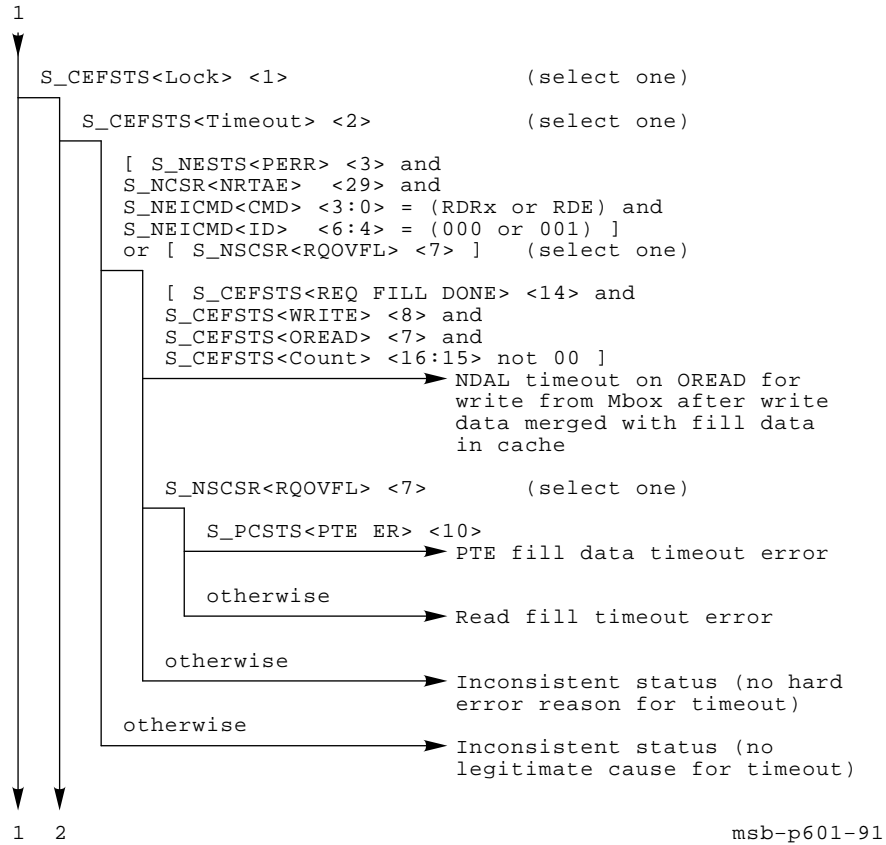 1
S_CEFSTS<Lock> <1> (select one)
S_CEFSTS<Timeout> <2> (select one)
[ S_NESTS<PERR> <3> and
S_NCSR<NRTAE> <29> and
S_NEICMD<CMD> <3:0> = (RDRx or RDE) and
S_NEICMD<ID> <6:4> = (000 or 001) ]
or [ S_NSCSR<RQOVFL> <7> ] (select one)
[ S_CEFSTS<REQ FILL DONE> <14> and
S_CEFSTS<WRITE> <8> and
S_CEFSTS<OREAD> <7> and
S_CEFSTS<Count> <16:15> not 00 ]
NDAL timeout on OREAD for
write from Mbox after write
data merged with fill data
in cache
S_NSCSR<RQOVFL> <7> (select one)
S_PCSTS<PTE ER> <10>
PTE fill data timeout error
otherwise
Read fill timeout error
otherwise
Inconsistent status (no hard
error reason for timeout)
otherwise
Inconsistent status (no
legitimate cause for timeout)
1 2 msb-p601-91